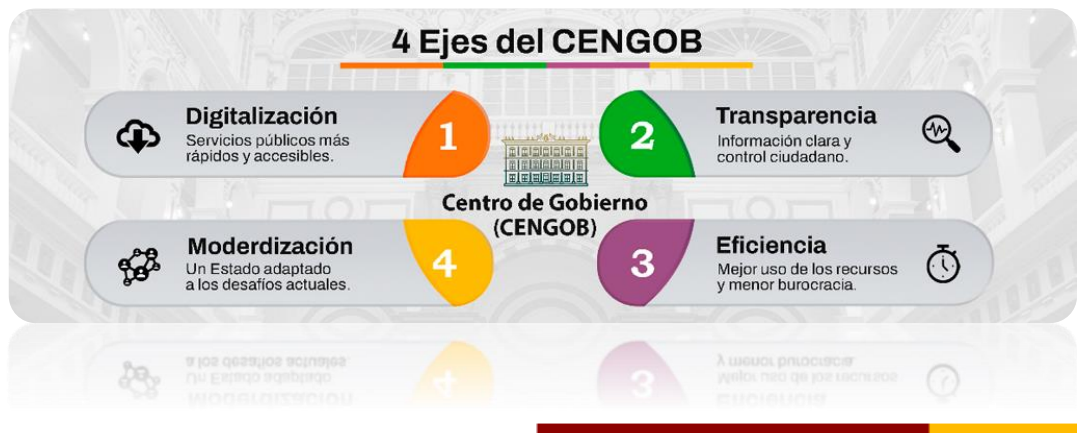 4 Ejes del CENGOB
Digitalización
Servicios públicos más
rápidos y accesibles.
1
2
Transparencia
Información clara y
control ciudadano.
Centro de Gobierno
(CENGOB)
Moderdización
Un Estado adaptado
a los desafíos actuales.
4
3
Eficiencia
Mejor uso de los recursos
y menor burocracia.